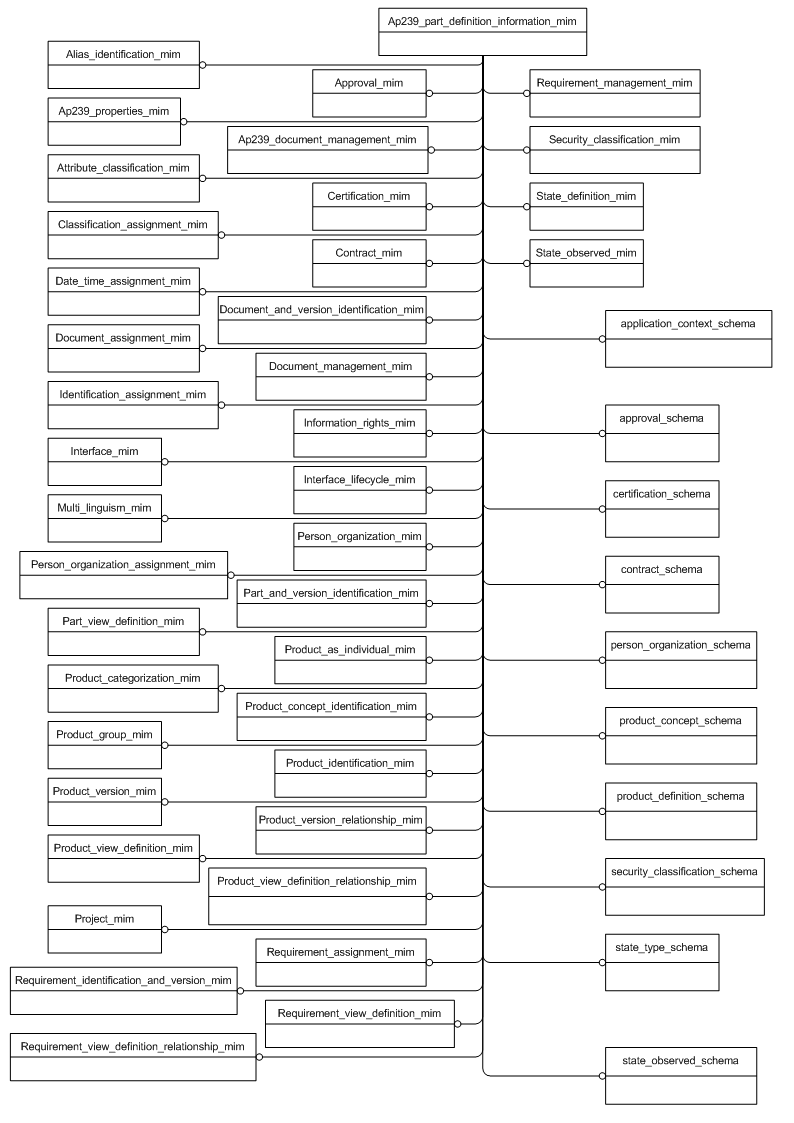 Ap239_part_definition_information_mim
Alias_identification_mim
Approval_mim
Requirement_management_mim
Ap239_properties_mim
Ap239_document_management_mim
Security_classification_mim
Attribute_classification_mim
Certification_mim
State_definition_mim
Classification_assignment_mim
Contract_mim
State_observed_mim
Date_time_assignment_mim
Document_and_version_identification_mim
application_context_schema
Document_assignment_mim
Document_management_mim
Identification_assignment_mim
approval_schema
Information_rights_mim
Interface_mim
Interface_lifecycle_mim
certification_schema
Multi_linguism_mim
Person_organization_mim
Person_organization_assignment_mim
contract_schema
Part_and_version_identification_mim
Part_view_definition_mim
person_organization_schema
Product_as_individual_mim
Product_categorization_mim
Product_concept_identification_mim
product_concept_schema
Product_group_mim
Product_identification_mim
Product_version_mim
product_definition_schema
Product_version_relationship_mim
Product_view_definition_mim
security_classification_schema
Product_view_definition_relationship_mim
Project_mim
state_type_schema
Requirement_assignment_mim
Requirement_identification_and_version_mim
Requirement_view_definition_mim
Requirement_view_definition_relationship_mim
state_observed_schema